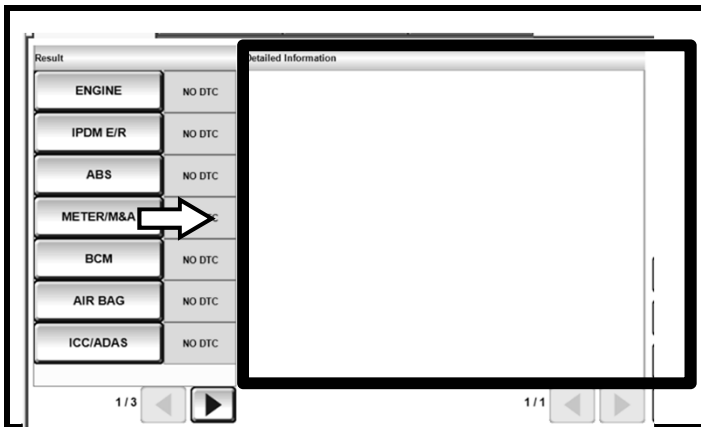 Result
Detailed Information
ENGINE NO DTC
IPDM E/R NO DTC
ABS NO DTC
METER/M&A
BCM NO DTC
AIR BAG NO DTC
ICC/ADAS NO DTC
1/3
1/1